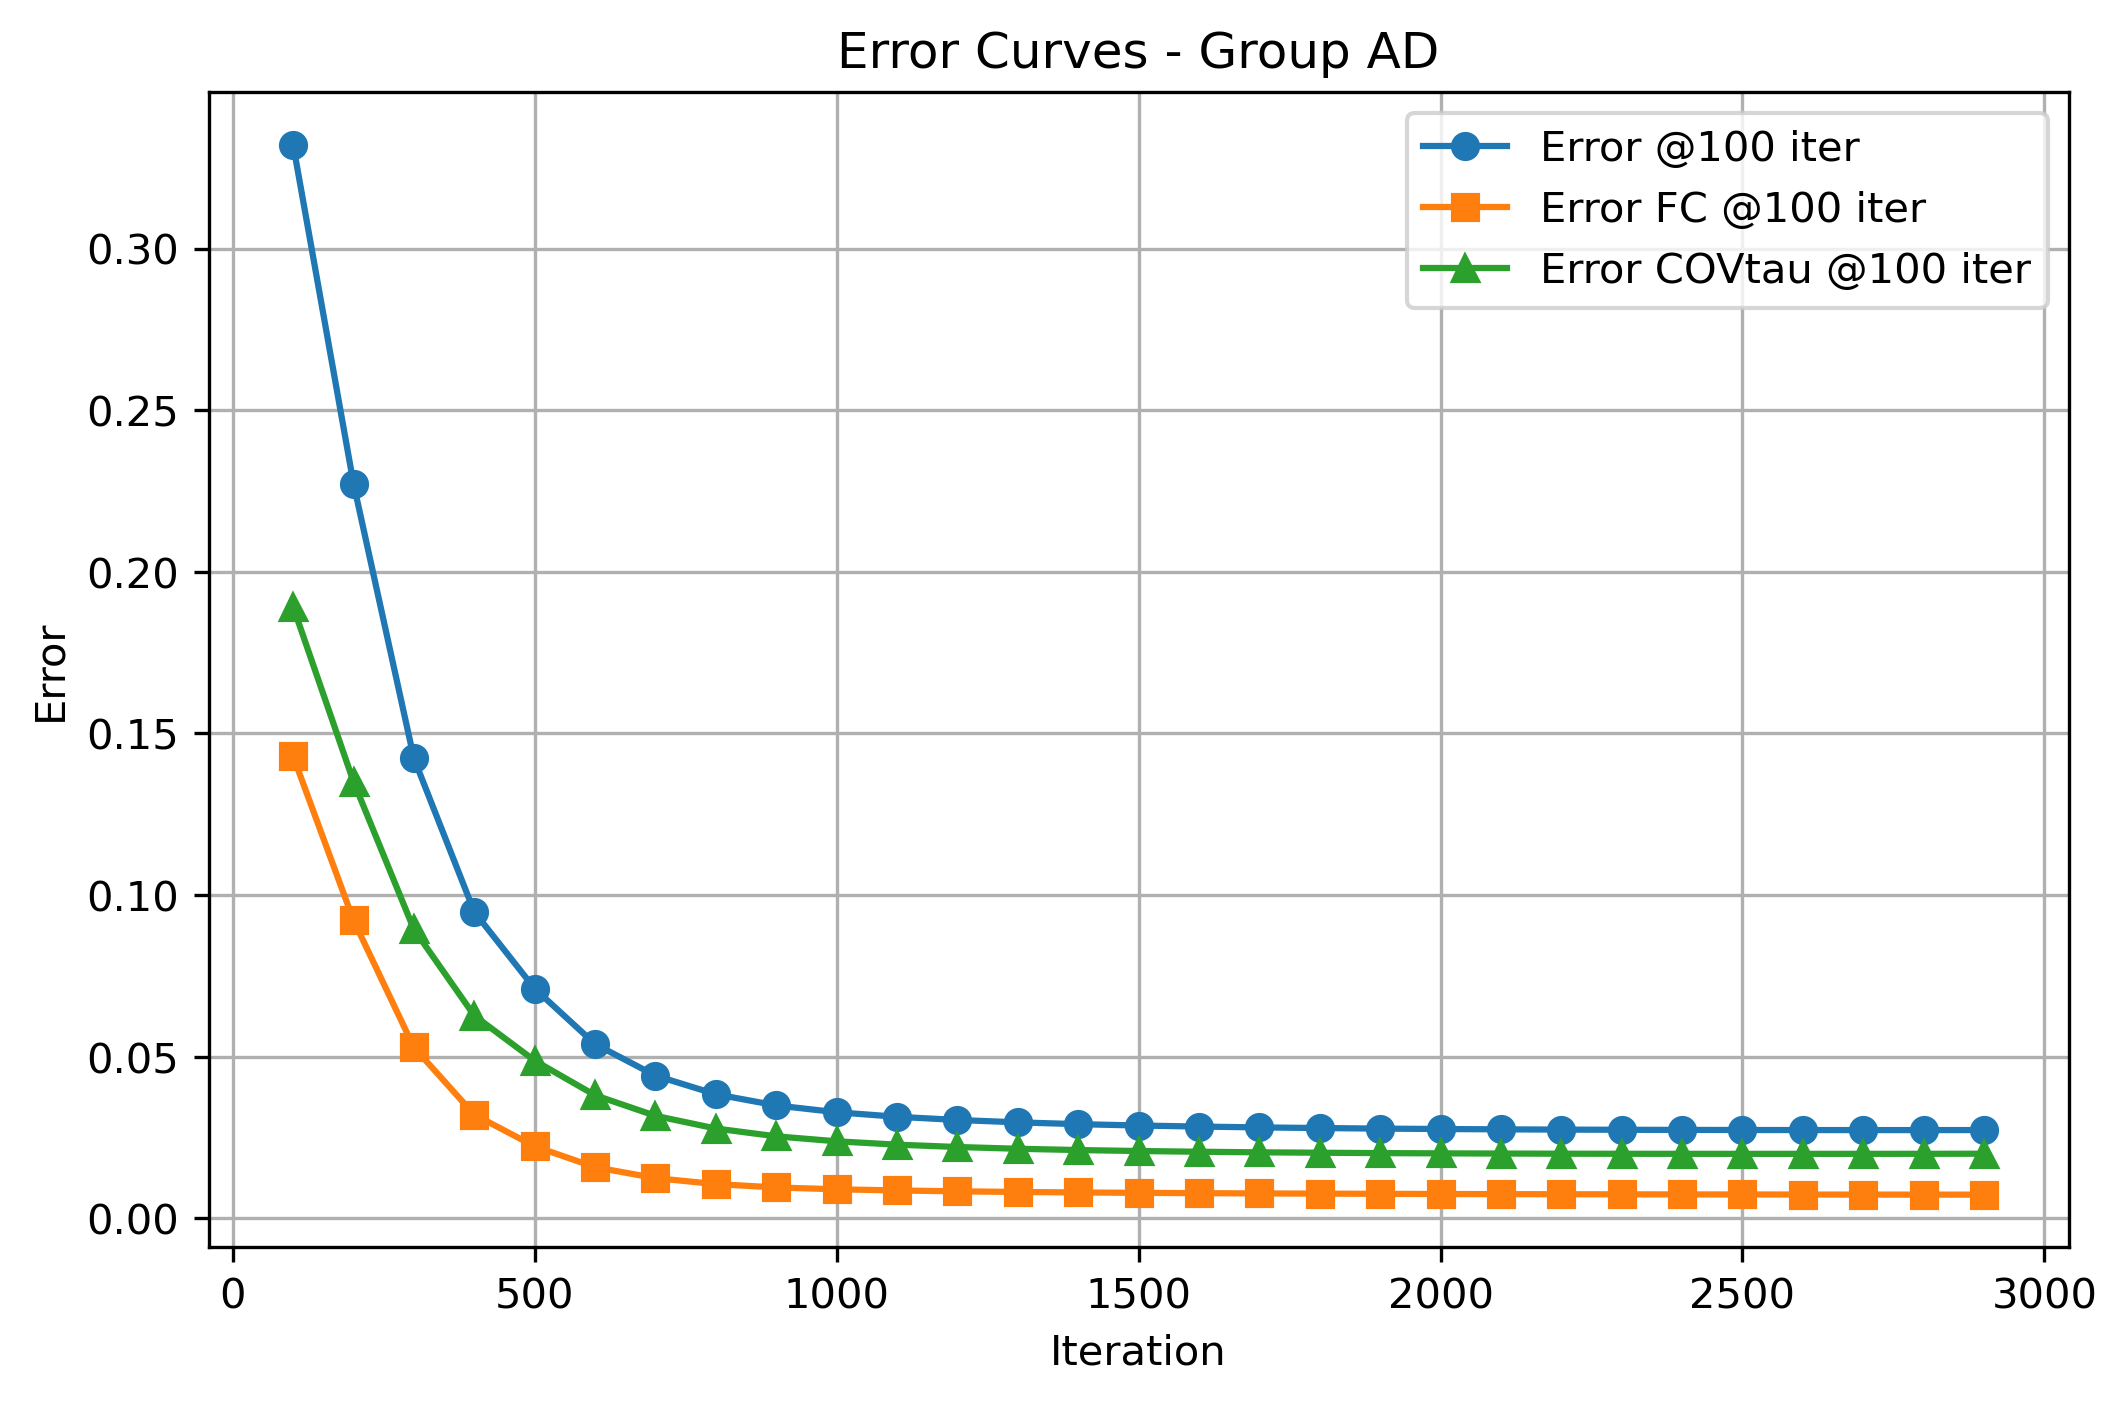 Error Curves - Group AD
Error @100 iter
Error FC @100 iter
Error COVtau @100 iter
Error
0.30
0.25
0.20
0.15
0.10
0.05
0.00
0 500 1000 1500 2000 2500 3000
Iteration